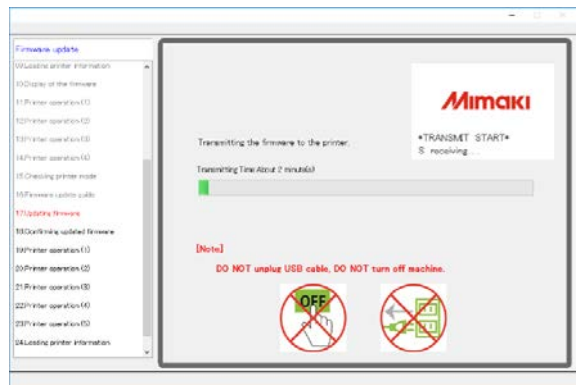 Firmware update
09.Loading printer information
10.Display of the firmware
11.Printer operation (1)
12.Printer operation (2)
13.Printer operation (3)
14.Printer operation (4)
15.Checking printer mode
16.Firmware update guide
17.Updating firmware
18.Confirming updated firmware
19.Printer operation (1)
20.Printer operation (2)
21.Printer operation (3)
22.Printer operation (4)
23.Printer operation (5)
24.Loading printer information
Mimaki
*TRANSMIT START*
S receiving...
Transmitting the firmware to the printer.
Transmitting Time About 2 minute(s)
[Note]
DO NOT unplug USB cable, DO NOT turn off machine.
OFF